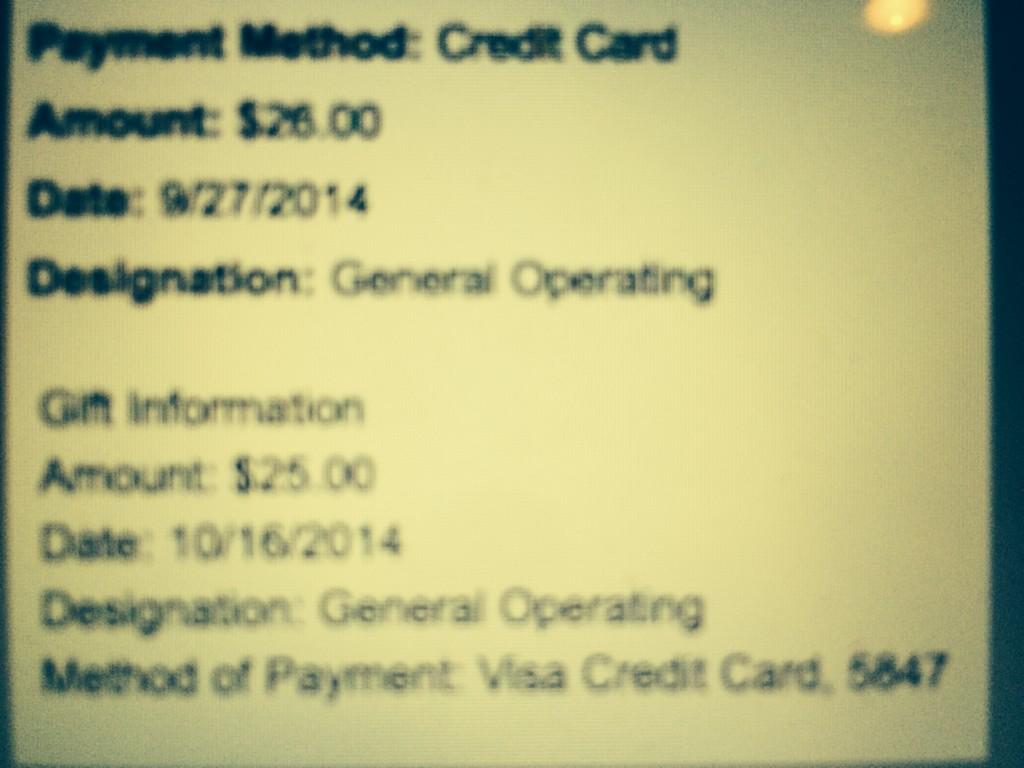 Payment Method: Credit Card
Amount: $26.00
Date: 9/27/2014
Designation: General Operating
Gift Information
Amount: $25.00
Date: 10/16/2014
Designation: General Operating
Method of Payment: Visa Credit Card, 5847